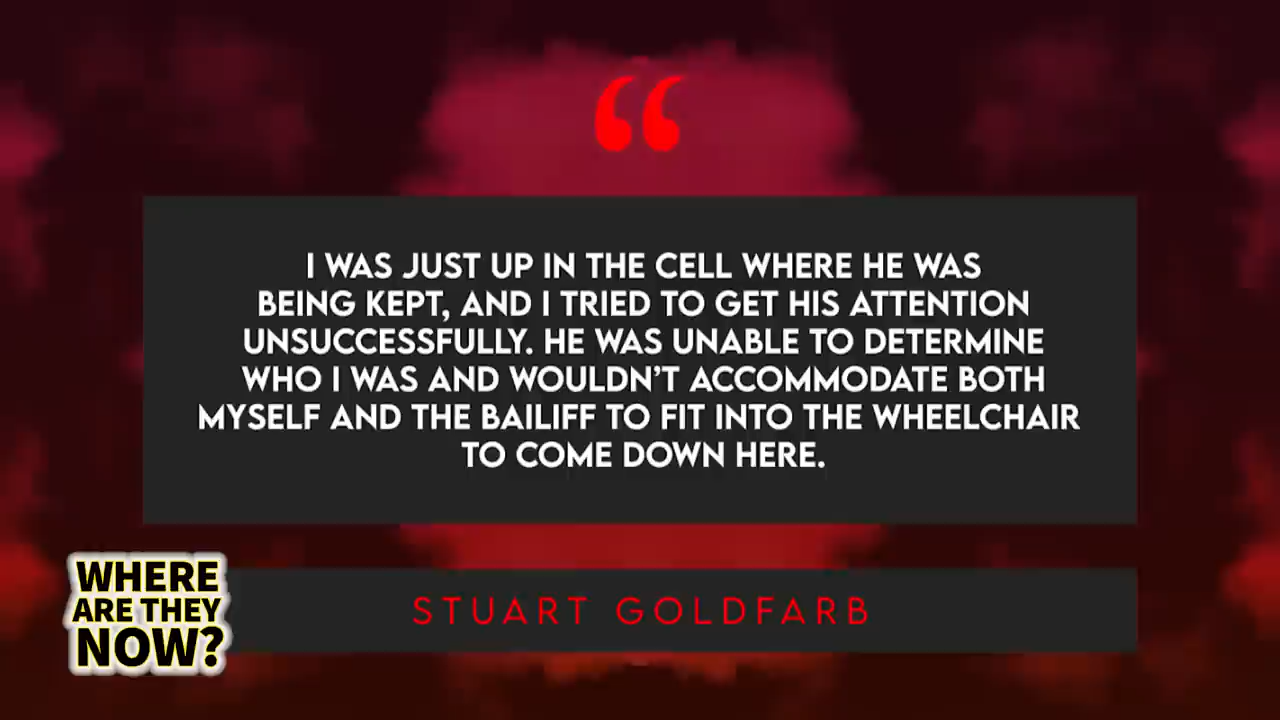 “
I WAS JUST UP IN THE CELL WHERE HE WAS
BEING KEPT, AND I TRIED TO GET HIS ATTENTION
UNSUCCESSFULLY. HE WAS UNABLE TO DETERMINE
WHO I WAS AND WOULDN’T ACCOMMODATE BOTH
MYSELF AND THE BAILIFF TO FIT INTO THE WHEELCHAIR
TO COME DOWN HERE.
STUART GOLDFARB
WHERE
ARE THEY
NOW?